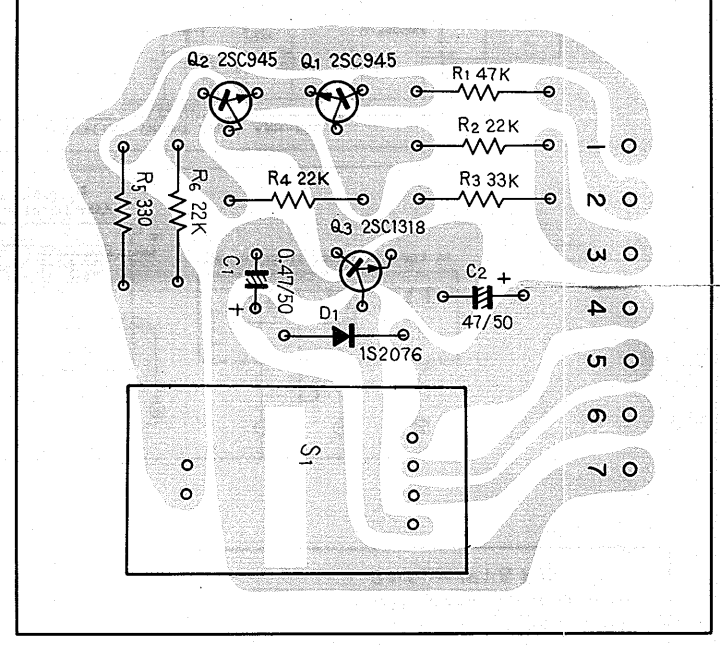 Q2 2SC945
Q1 2SC945
R1 47K
R2 22K
R3 33K
R4 22K
R5 330
R6 22K
Q3 2SC1318
C1 0.47/50
+
C2 +
47/50
D1
1S2076
S1
1
2
3
4
5
6
7